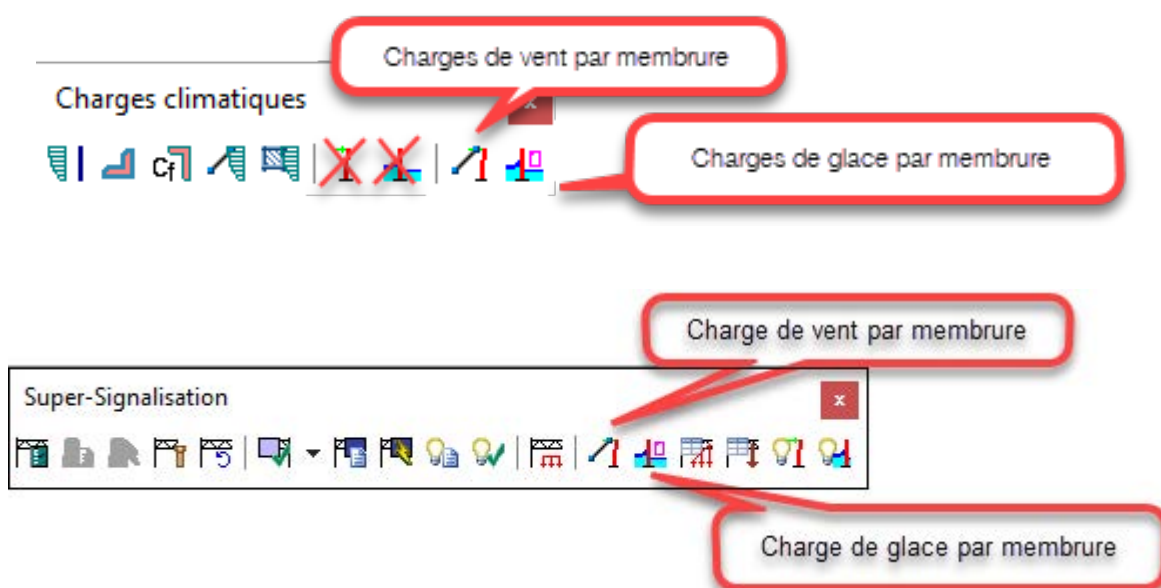 Charges de vent par membrure
Charges climatiques
x
Cf
Charges de glace par membrure
Charge de vent par membrure
Super-Signalisation
x
Charge de glace par membrure